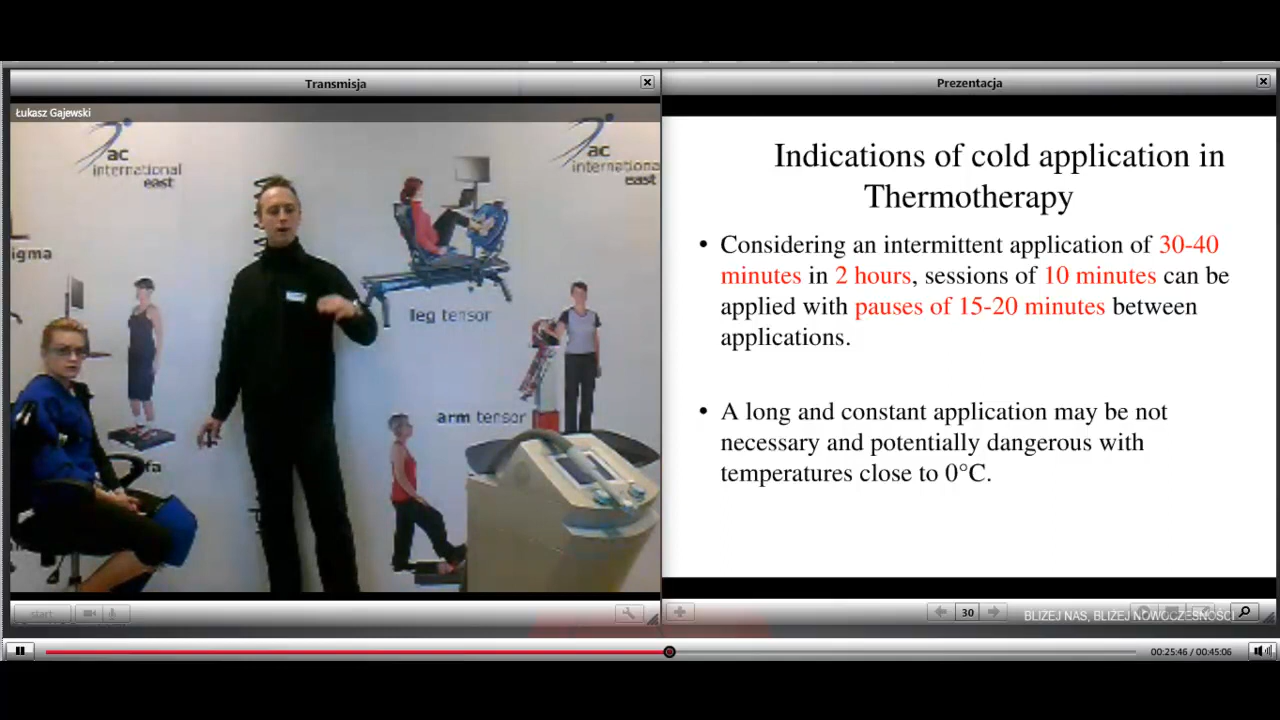 Transmisja
Łukasz Gajewski
ac
international
east
ac
internationa
east
igma
leg tensor
arm tensor
fa
start
Prezentacja
Indications of cold application in
Thermotherapy
• Considering an intermittent application of 30-40
minutes in 2 hours, sessions of 10 minutes can be
applied with pauses of 15-20 minutes between
applications.
• A long and constant application may be not
necessary and potentially dangerous with
temperatures close to 0°C.
30
BLIŻEJ NAS, BLIŻEJ NOWOCZESNOŚCI
00:25:46 / 00:45:06